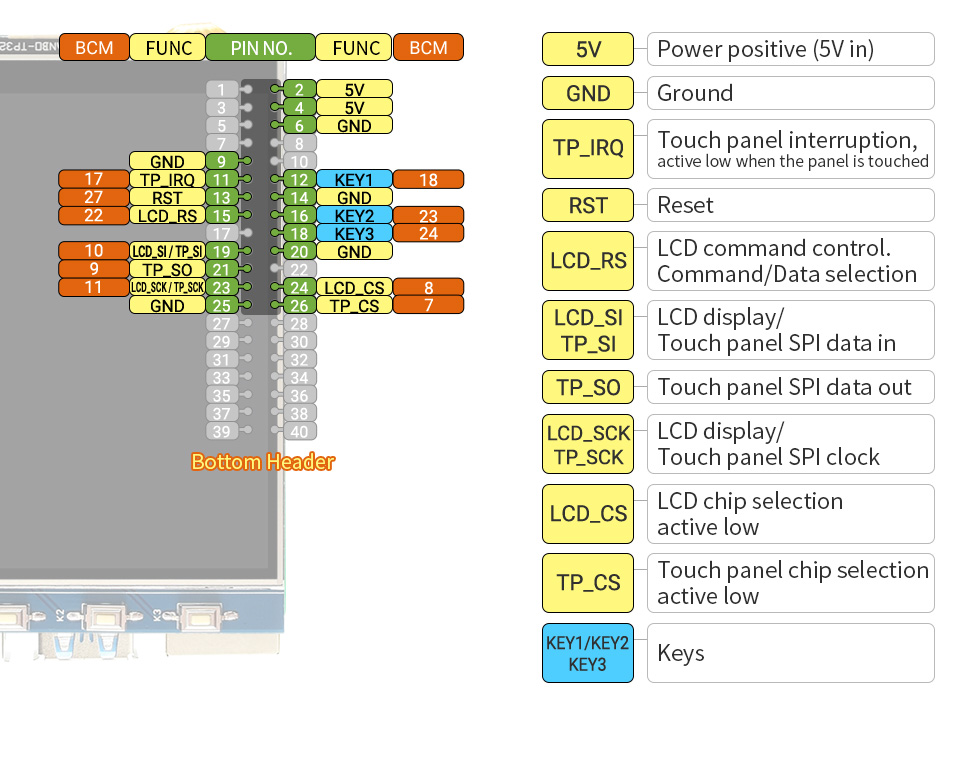 BCM FUNC PIN NO. FUNC BCM
1 2 5V
3 4 5V
5 6 GND
7 8
GND 9 10
17 TP_IRQ 11 12 KEY1 18
27 RST 13 14 GND
22 LCD_RS 15 16 KEY2 23
17 18 KEY3 24
10 LCD_SI / TP_SI 19 20 GND
9 TP_SO 21 22
11 LCD_SCK / TP_SCK 23 24 LCD_CS 8
GND 25 26 TP_CS 7
27 28
29 30
31 32
33 34
35 36
37 38
39 40
Bottom Header
K2 K3
5V Power positive (5V in)
GND Ground
TP_IRQ Touch panel interruption,
active low when the panel is touched
RST Reset
LCD_RS LCD command control.
Command/Data selection
LCD_SI LCD display/
TP_SI Touch panel SPI data in
TP_SO Touch panel SPI data out
LCD_SCK LCD display/
TP_SCK Touch panel SPI clock
LCD_CS LCD chip selection
active low
TP_CS Touch panel chip selection
active low
KEY1/KEY2
KEY3 Keys